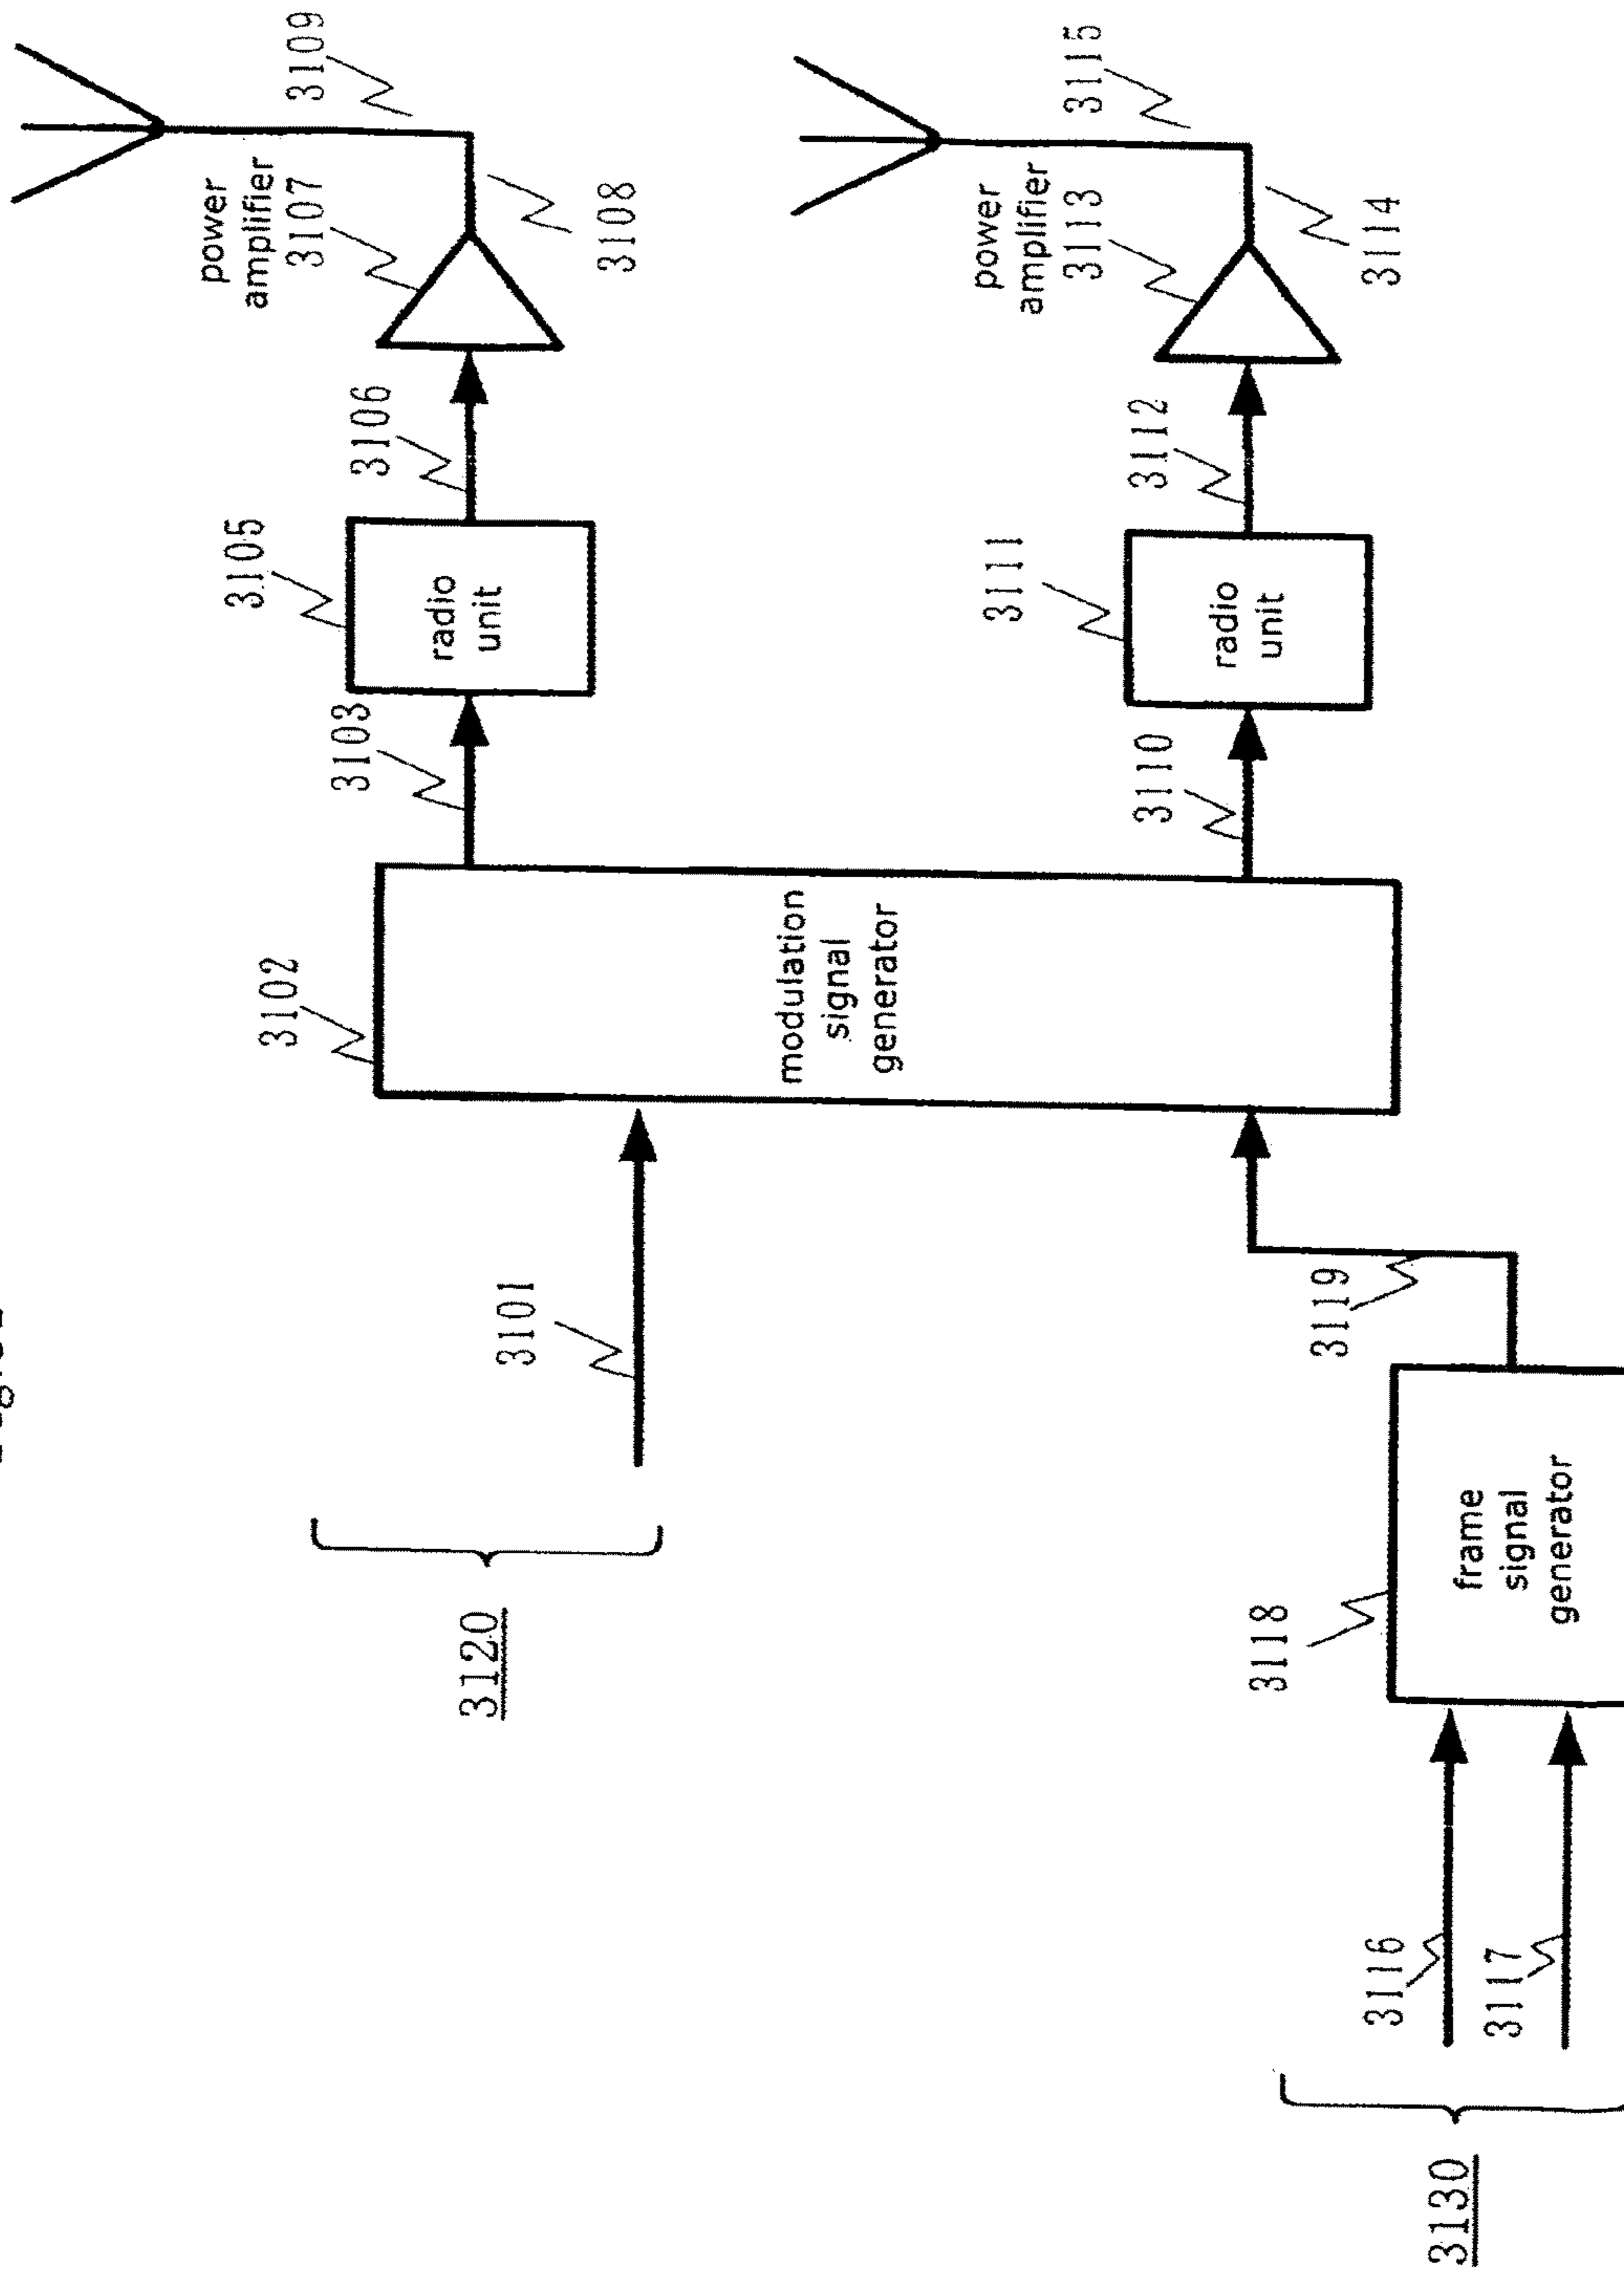 3109
power
amplifier
3107
3108
3106
3105
radio
unit
3103
3102
modulation
signal
generator
3101
3120
3115
power
amplifier
3113
3114
3112
3111
radio
unit
3110
3119
3118
frame
signal
generator
3116
3117
3130